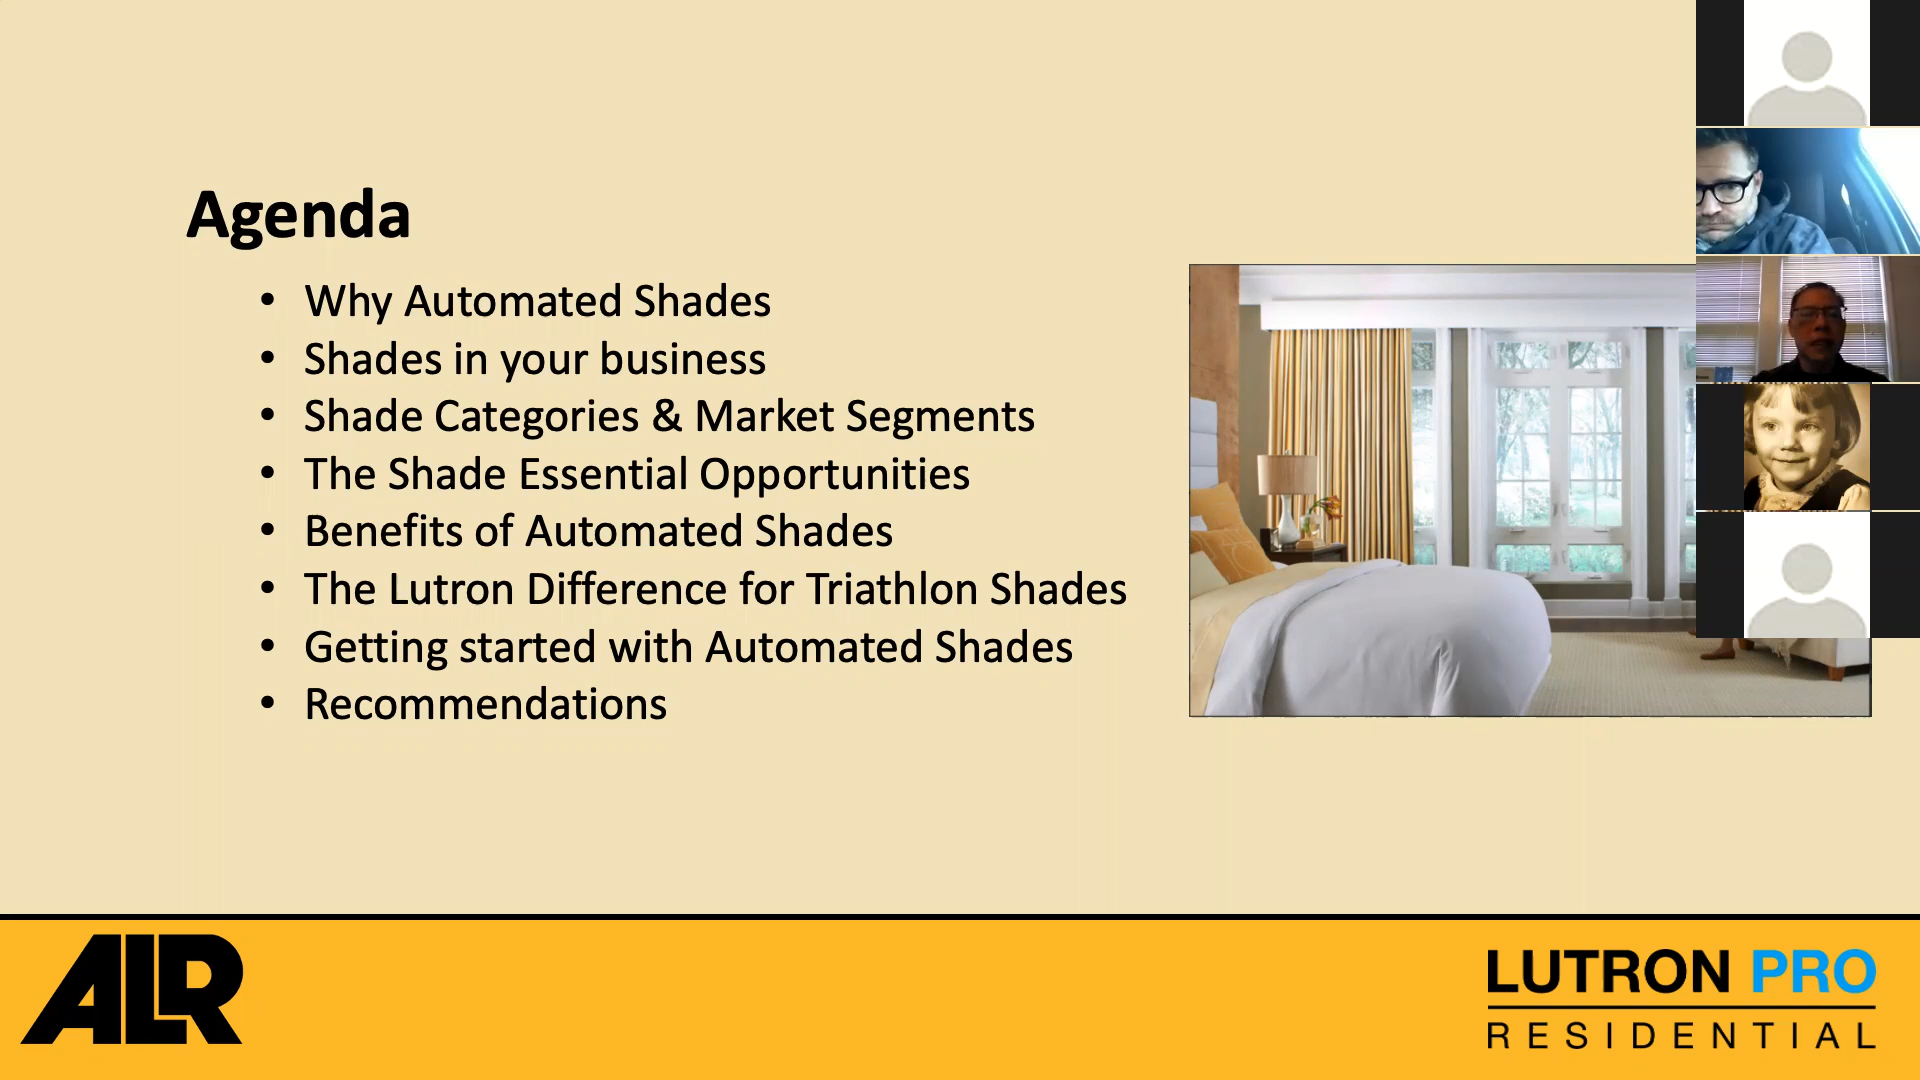 Agenda
• Why Automated Shades
• Shades in your business
• Shade Categories & Market Segments
• The Shade Essential Opportunities
• Benefits of Automated Shades
• The Lutron Difference for Triathlon Shades
• Getting started with Automated Shades
• Recommendations
ALR
LUTRON PRO
RESIDENTIAL